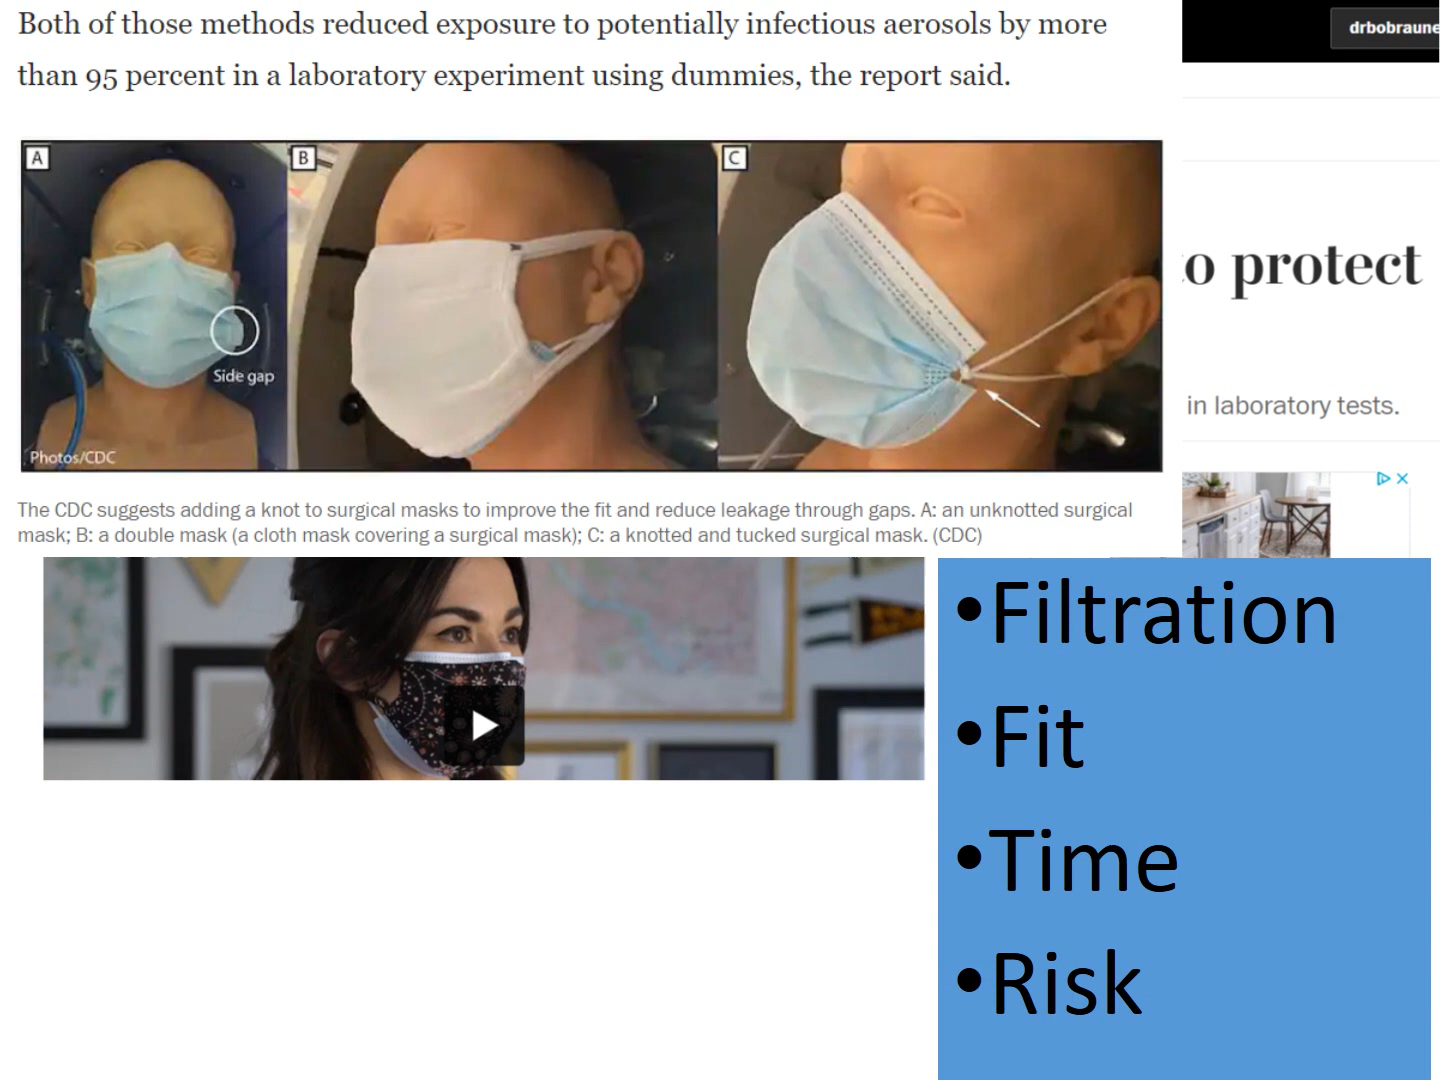 Both of those methods reduced exposure to potentially infectious aerosols by more
than 95 percent in a laboratory experiment using dummies, the report said.
drbobraune
A
B
C
Side gap
Photos/CDC
o protect
in laboratory tests.
The CDC suggests adding a knot to surgical masks to improve the fit and reduce leakage through gaps. A: an unknotted surgical
mask; B: a double mask (a cloth mask covering a surgical mask); C: a knotted and tucked surgical mask. (CDC)
•Filtration
•Fit
•Time
•Risk